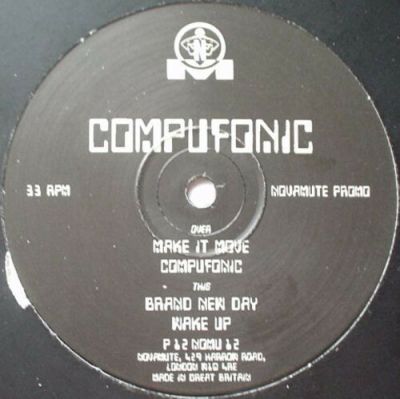 N
M
COMPUFONIC
33 RPM
NOVAMUTE PROMO
OVER
MAKE IT MOVE
COMPUFONIC
THIS
BRAND NEW DAY
WAKE UP
P 12 NOMU 12
NOVAMUTE, 429 HARROW ROAD,
LONDON W10 4RE
MADE IN GREAT BRITAIN